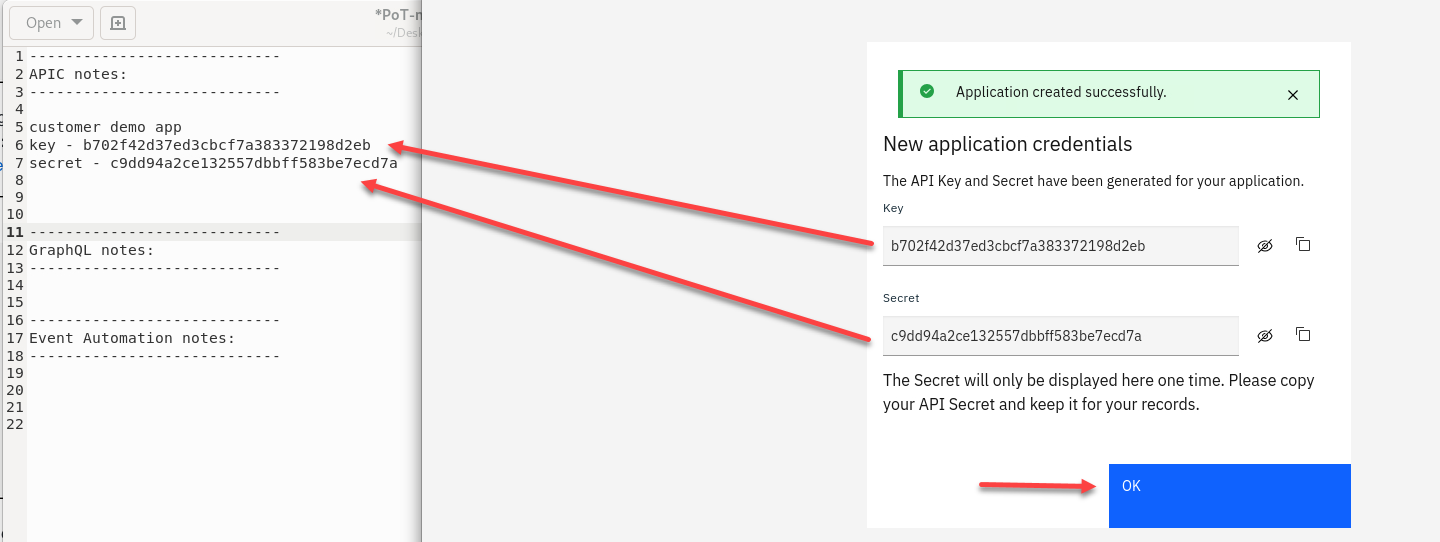 Open
*PoT-n
~/Desk
1 ----------------------------
2 APIC notes:
3 ----------------------------
4
5 customer demo app
6 key - b702f42d37ed3cbcf7a383372198d2eb
7 secret - c9dd94a2ce132557dbbff583be7ecd7a
8
9
10
11 ----------------------------
12 GraphQL notes:
13 ----------------------------
14
15
16 ----------------------------
17 Event Automation notes:
18 ----------------------------
19
20
21
22
Application created successfully.
New application credentials
The API Key and Secret have been generated for your application.
Key
b702f42d37ed3cbcf7a383372198d2eb
Secret
c9dd94a2ce132557dbbff583be7ecd7a
The Secret will only be displayed here one time. Please copy
your API Secret and keep it for your records.
OK